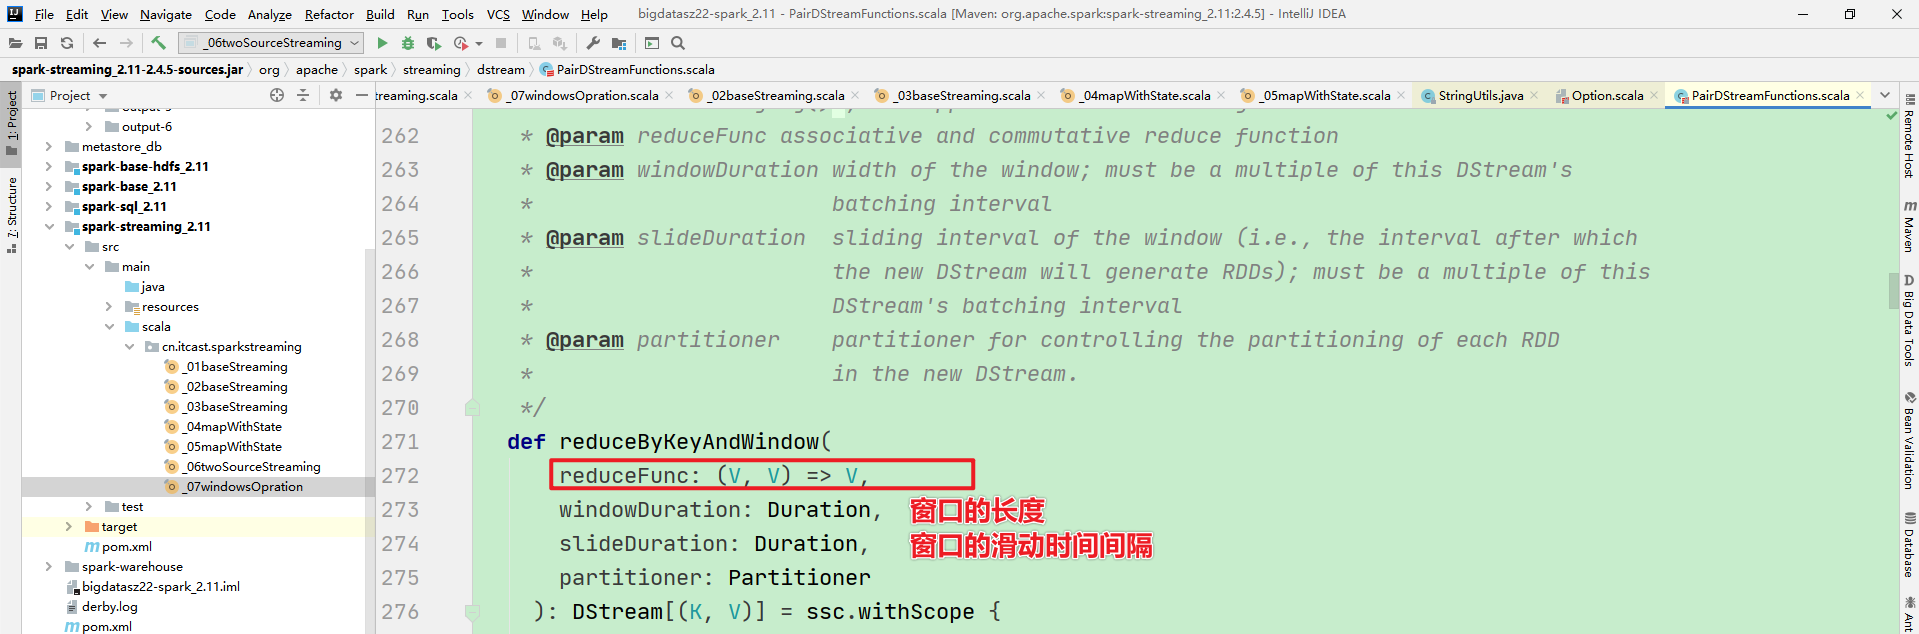 File Edit View Navigate Code Analyze Refactor Build Run Tools VCS Window Help bigdatasz22-spark_2.11 - PairDStreamFunctions.scala [Maven: org.apache.spark:spark-streaming_2.11:2.4.5] - IntelliJ IDEA
_06twoSourceStreaming
spark-streaming_2.11-2.4.5-sources.jar org apache spark streaming dstream PairDStreamFunctions.scala
Project
treaming.scala _07windowsOpration.scala _02baseStreaming.scala _03baseStreaming.scala _04mapWithState.scala _05mapWithState.scala StringUtils.java Option.scala PairDStreamFunctions.scala
1: Project
7: Structure
output-6
metastore_db
spark-base-hdfs_2.11
spark-base_2.11
spark-sql_2.11
spark-streaming_2.11
src
main
java
resources
scala
cn.itcast.sparkstreaming
_01baseStreaming
_02baseStreaming
_03baseStreaming
_04mapWithState
_05mapWithState
_06twoSourceStreaming
_07windowsOpration
test
target
pom.xml
spark-warehouse
bigdatasz22-spark_2.11.iml
derby.log
pom.xml
262 * @param reduceFunc associative and commutative reduce function
263 * @param windowDuration width of the window; must be a multiple of this DStream's
264 * batching interval
265 * @param slideDuration sliding interval of the window (i.e., the interval after which
266 * the new DStream will generate RDDs); must be a multiple of this
267 * DStream's batching interval
268 * @param partitioner partitioner for controlling the partitioning of each RDD
269 * in the new DStream.
270 */
271 def reduceByKeyAndWindow(
272 reduceFunc: (V, V) => V,
273 windowDuration: Duration, 窗口的长度
274 slideDuration: Duration, 窗口的滑动时间间隔
275 partitioner: Partitioner
276 ): DStream[(K, V)] = ssc.withScope {
Remote Host
Maven
Big Data Tools
Bean Validation
Database
Ant